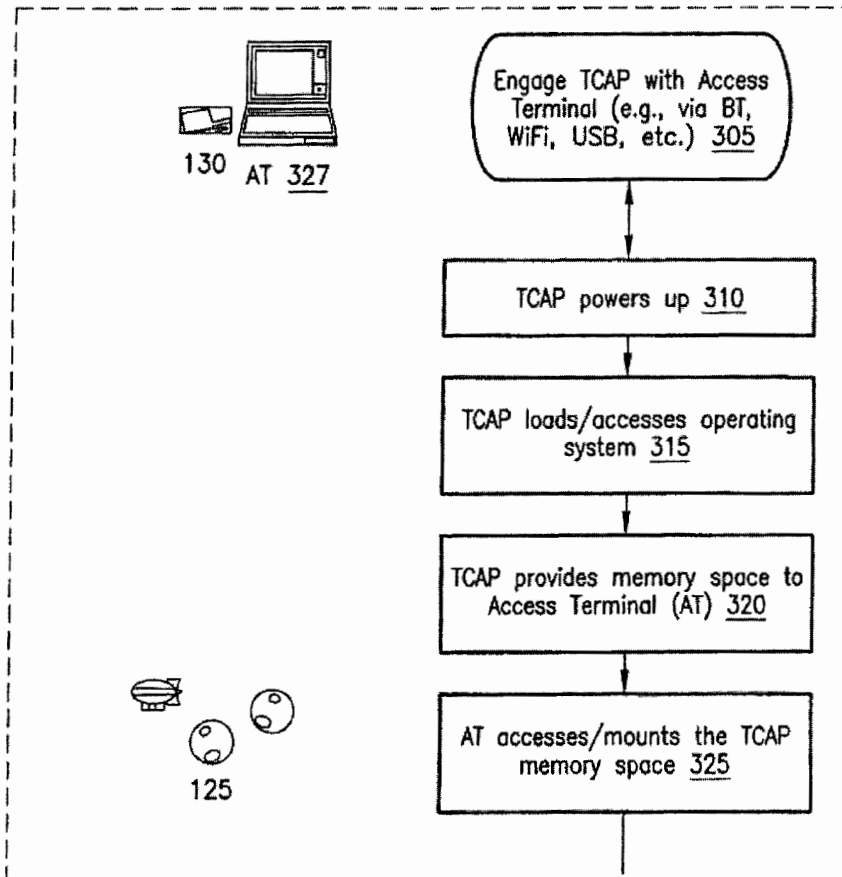 Engage TCAP with Access
Terminal (e.g., via BT,
WiFi, USB, etc.) 305
130
AT 327
TCAP powers up 310
TCAP loads/accesses operating
system 315
TCAP provides memory space to
Access Terminal (AT) 320
AT accesses/mounts the TCAP
memory space 325
125